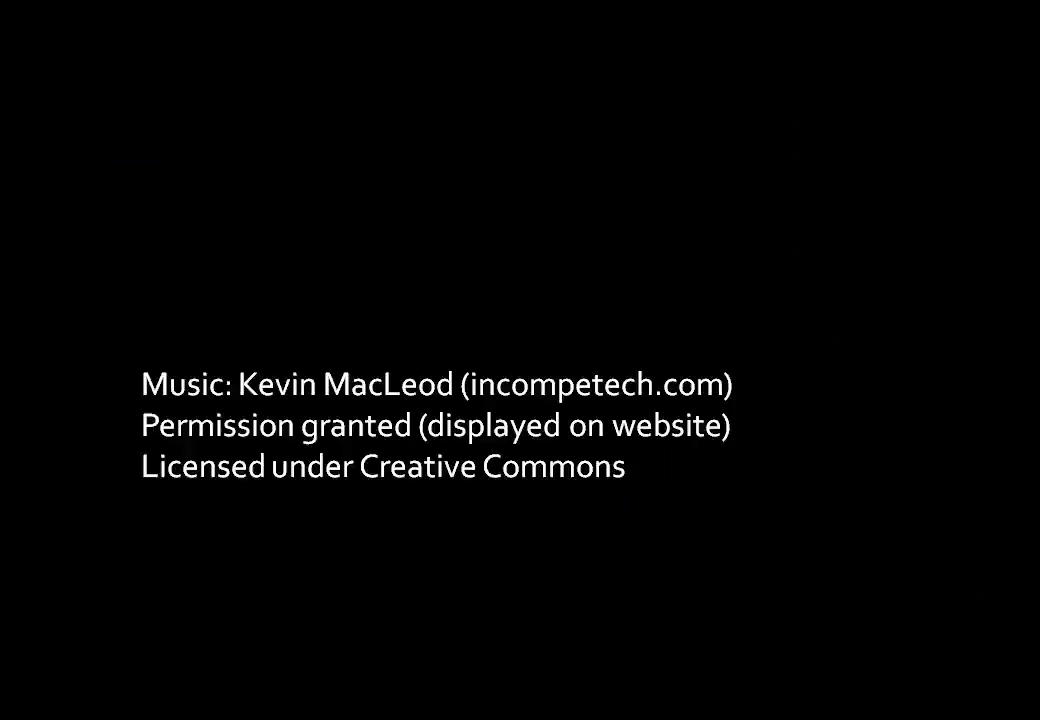 Music: Kevin MacLeod (incompetech.com)
Permission granted (displayed on website)
Licensed under Creative Commons